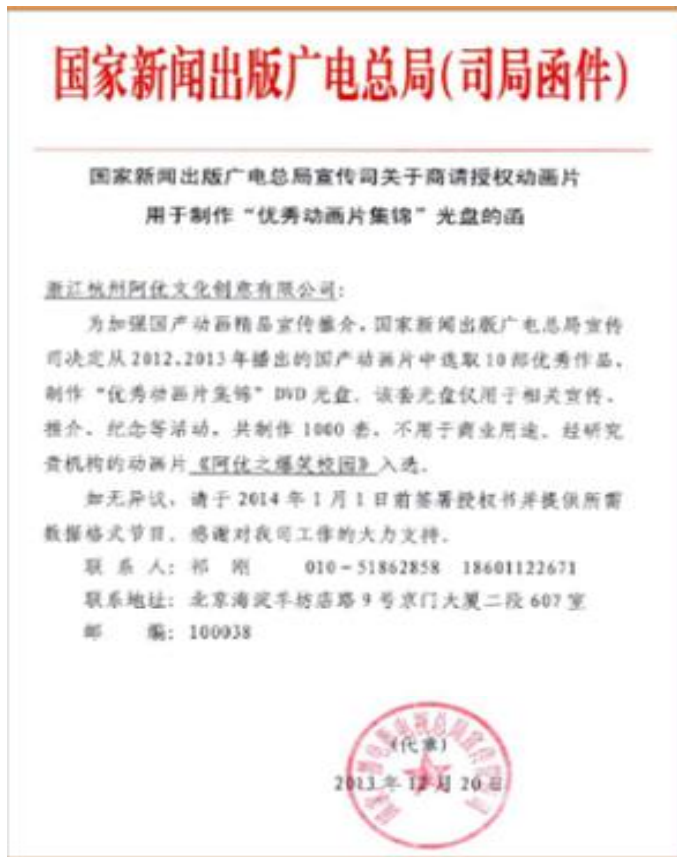 国家新闻出版广电总局(司局函件)
国家新闻出版广电总局宣传司关于商请授权动画片
用于制作“优秀动画片集锦”光盘的函
浙江杭州阿优文化创意有限公司:
为加强国产动画精品宣传推介，国家新闻出版广电总局宣传
司决定从2012、2013年播出的国产动画片中选取10部优秀作品，
制作“优秀动画片集锦”DVD光盘。该套光盘仅用于相关宣传、
推介、纪念等活动，共制作1000套，不用于商业用途。经研究
贵机构的动画片《阿优之爆笑校园》入选。
如无异议，请于2014年1月1日前签署授权书并提供所需
数据格式节目。感谢对我司工作的大力支持。
联 系 人: 祁 刚 010-51862858 18601122671
联系地址: 北京海淀羊坊店路9号京门大厦二段607室
邮 编: 100038
(代章)
2013年12月20日